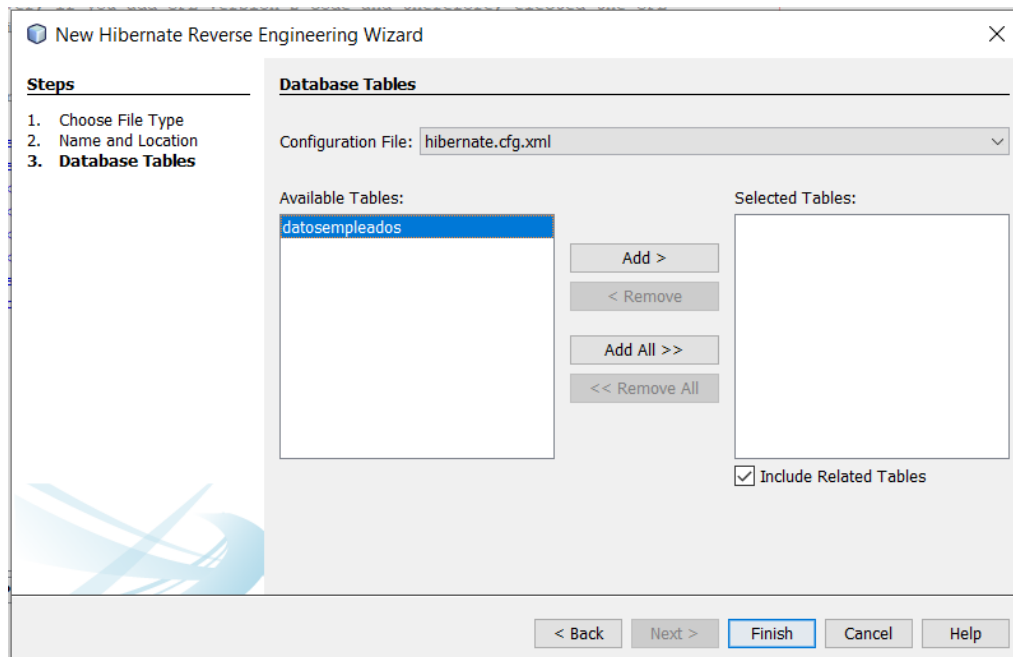 New Hibernate Reverse Engineering Wizard
Steps
1. Choose File Type
2. Name and Location
3. Database Tables
Database Tables
Configuration File: hibernate.cfg.xml
Available Tables:
datosempleados
Add >
< Remove
Add All >>
<< Remove All
Selected Tables:
Include Related Tables
< Back Next > Finish Cancel Help